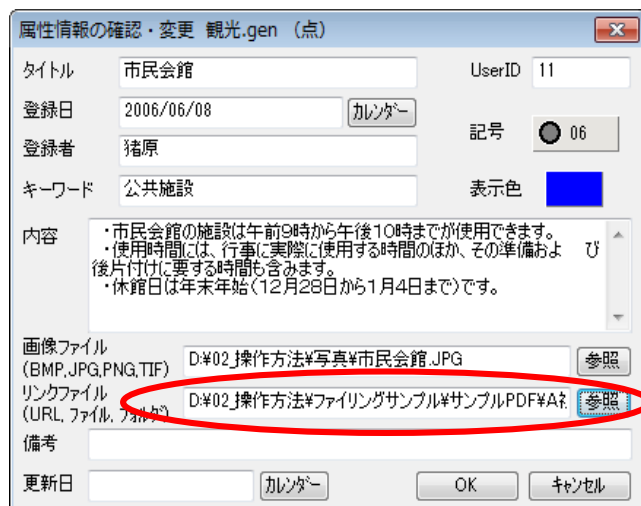 属性情報の確認・変更 観光.gen （点）
タイトル 市民会館 UserID 11
登録日 2006/06/08 カレンダー
記号 06
登録者 猪原
キーワード 公共施設 表示色
内容 ・市民会館の施設は午前9時から午後10時までが使用できます。
・使用時間には、行事に実際に使用する時間のほか、その準備およ び
後片付けに要する時間も含みます。
・休館日は年末年始(12月28日から1月4日まで)です。
画像ファイル
(BMP,JPG,PNG,TIF) D:¥02_操作方法¥写真¥市民会館.JPG 参照
リンクファイル
(URL, ファイル, フォルダ) D:¥02_操作方法¥ファイリングサンプル¥サンプルPDF¥A 参照
備考
更新日 カレンダー OK キャンセル